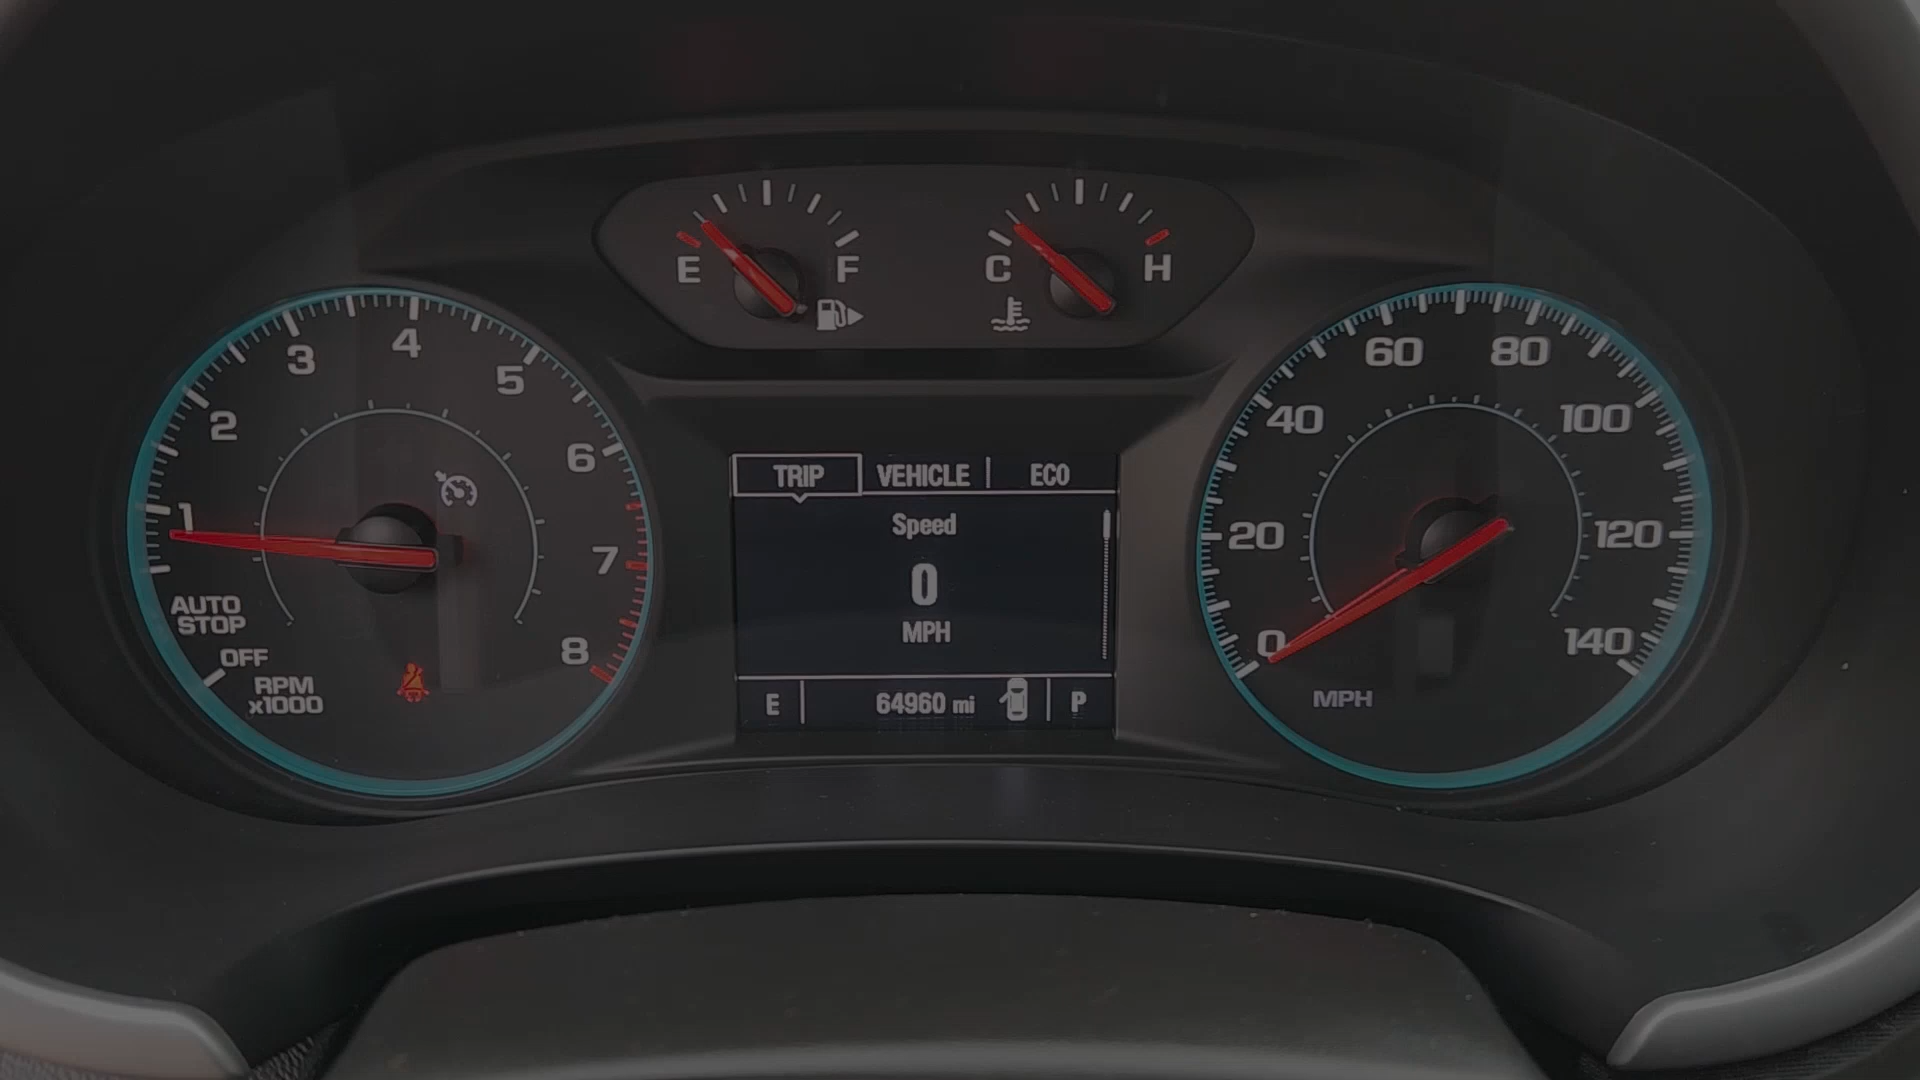 E F C H
1 2 3 4 5 6 7 8
AUTO
STOP
OFF
RPM
x1000
TRIP VEHICLE ECO
Speed
0
MPH
E 64960 mi P
0 20 40 60 80 100 120 140
MPH